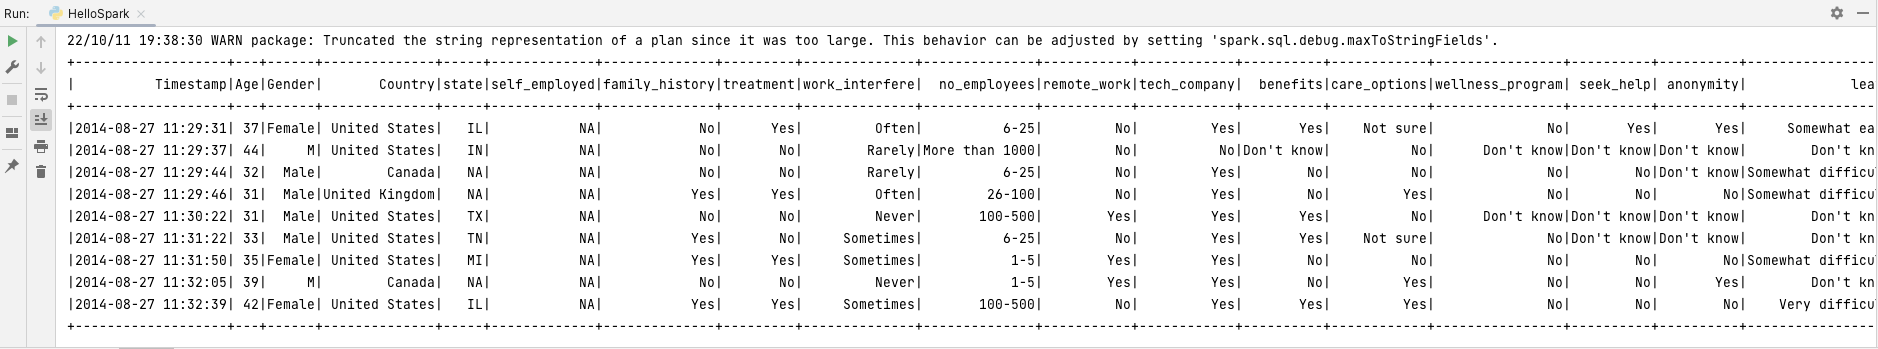 Run: HelloSpark
22/10/11 19:38:30 WARN package: Truncated the string representation of a plan since it was too large. This behavior can be adjusted by setting 'spark.sql.debug.maxToStringFields'.
+-------------------+---+------+--------------+-----+-------------+--------------+---------+--------------+--------------+-----------+------------+----------+------------+----------------+----------+----------+----------------
|          Timestamp|Age|Gender|       Country|state|self_employed|family_history|treatment|work_interfere|  no_employees|remote_work|tech_company|  benefits|care_options|wellness_program| seek_help| anonymity|             lea
+-------------------+---+------+--------------+-----+-------------+--------------+---------+--------------+--------------+-----------+------------+----------+------------+----------------+----------+----------+----------------
|2014-08-27 11:29:31| 37|Female| United States|   IL|           NA|            No|      Yes|         Often|          6-25|         No|         Yes|       Yes|    Not sure|              No|       Yes|       Yes|     Somewhat ea
|2014-08-27 11:29:37| 44|     M| United States|   IN|           NA|            No|       No|        Rarely|More than 1000|         No|          No|Don't know|          No|      Don't know|Don't know|Don't know|        Don't kn
|2014-08-27 11:29:44| 32|  Male|        Canada|   NA|           NA|            No|       No|        Rarely|          6-25|         No|         Yes|        No|          No|              No|        No|Don't know|Somewhat difficu
|2014-08-27 11:29:46| 31|  Male|United Kingdom|   NA|           NA|           Yes|      Yes|         Often|        26-100|         No|         Yes|        No|         Yes|              No|        No|        No|Somewhat difficu
|2014-08-27 11:30:22| 31|  Male| United States|   TX|           NA|            No|       No|         Never|       100-500|        Yes|         Yes|       Yes|          No|      Don't know|Don't know|Don't know|        Don't kn
|2014-08-27 11:31:22| 33|  Male| United States|   TN|           NA|           Yes|       No|     Sometimes|          6-25|         No|         Yes|       Yes|    Not sure|              No|Don't know|Don't know|        Don't kn
|2014-08-27 11:31:50| 35|Female| United States|   MI|           NA|           Yes|      Yes|     Sometimes|           1-5|        Yes|         Yes|        No|          No|              No|        No|        No|Somewhat difficu
|2014-08-27 11:32:05| 39|     M|        Canada|   NA|           NA|            No|       No|         Never|           1-5|        Yes|         Yes|        No|         Yes|              No|        No|       Yes|        Don't kn
|2014-08-27 11:32:39| 42|Female| United States|   IL|           NA|           Yes|      Yes|     Sometimes|       100-500|         No|         Yes|       Yes|         Yes|              No|        No|        No|    Very difficu
+-------------------+---+------+--------------+-----+-------------+--------------+---------+--------------+--------------+-----------+------------+----------+------------+----------------+----------+----------+----------------